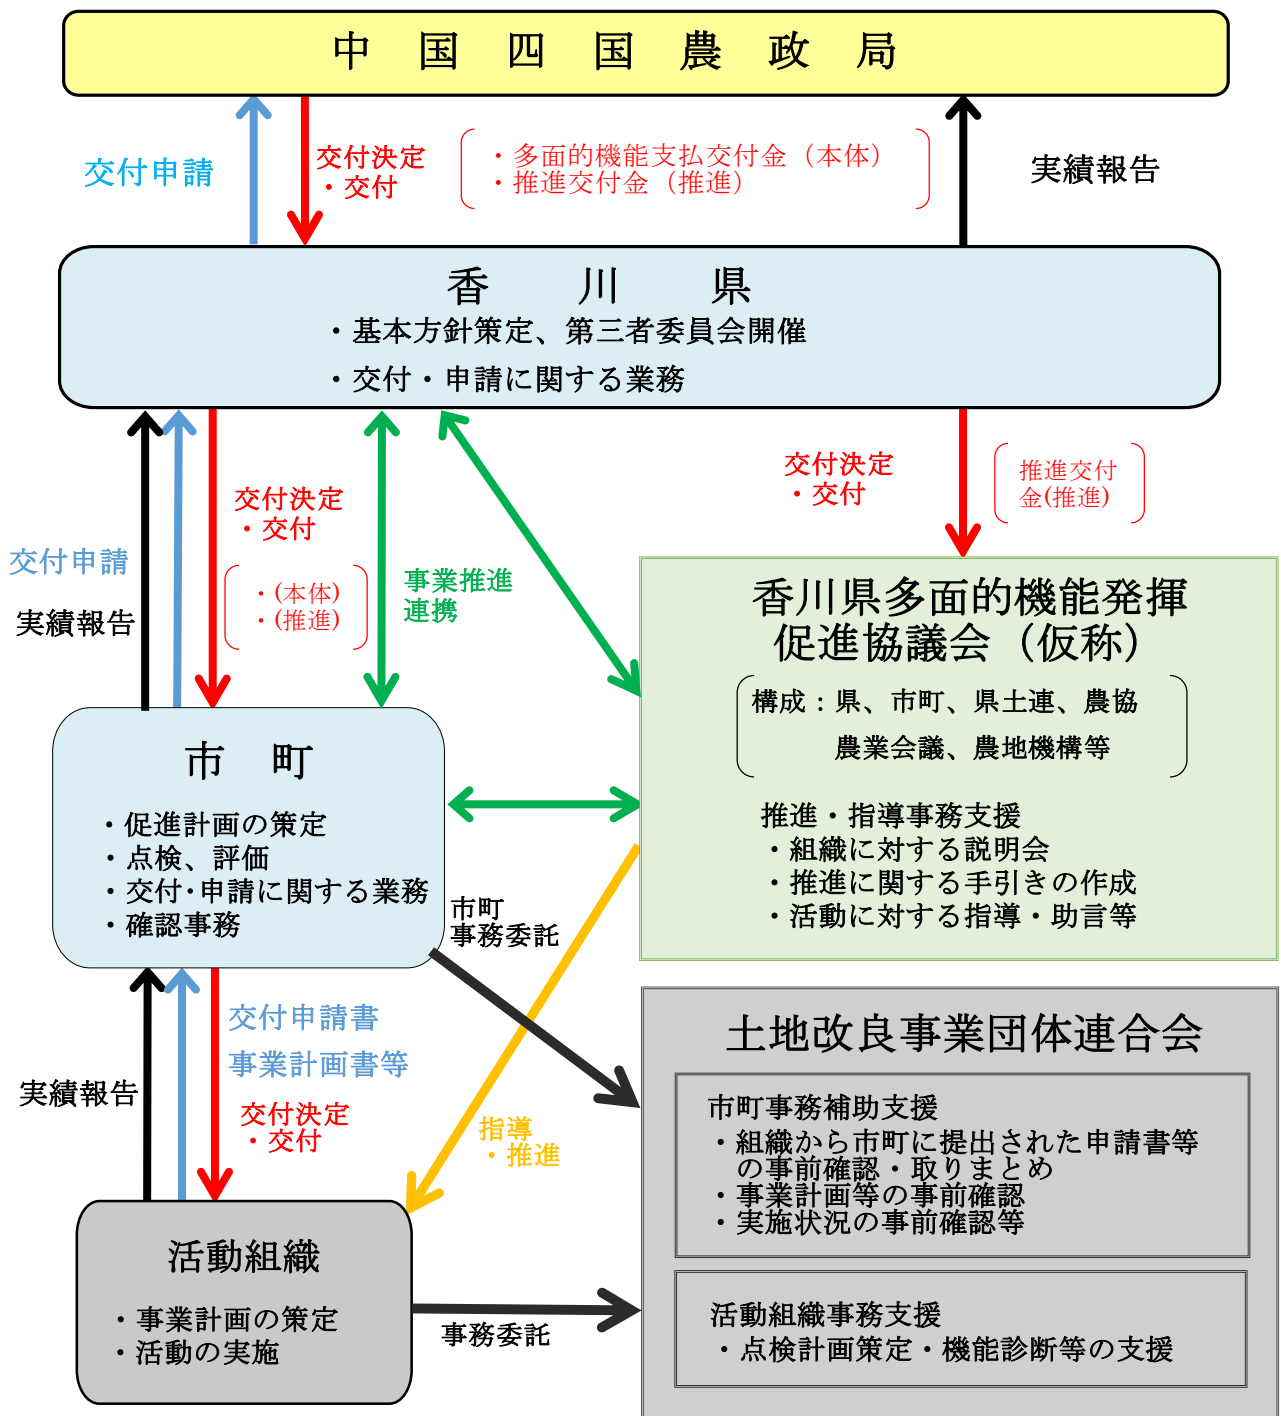 中　国　四　国　農　政　局
交付申請
交付決定
・交付
・多面的機能支払交付金（本体）
・推進交付金（推進）
実績報告
香　　川　　県
・基本方針策定、第三者委員会開催
・交付・申請に関する業務
交付決定
・交付
推進交付
金(推進)
交付決定
・交付
・(本体)
・(推進)
交付申請
実績報告
事業推進
連携
香川県多面的機能発揮
促進協議会（仮称）
構成：県、市町、県土連、農協
農業会議、農地機構等
推進・指導事務支援
・組織に対する説明会
・推進に関する手引きの作成
・活動に対する指導・助言等
市　町
・促進計画の策定
・点検、評価
・交付・申請に関する業務
・確認事務
市町
事務委託
交付申請書
事業計画書等
実績報告
交付決定
・交付
指導
・推進
土地改良事業団体連合会
市町事務補助支援
・組織から市町に提出された申請書等
の事前確認・取りまとめ
・事業計画等の事前確認
・実施状況の事前確認等
活動組織事務支援
・点検計画策定・機能診断等の支援
活動組織
・事業計画の策定
・活動の実施
事務委託